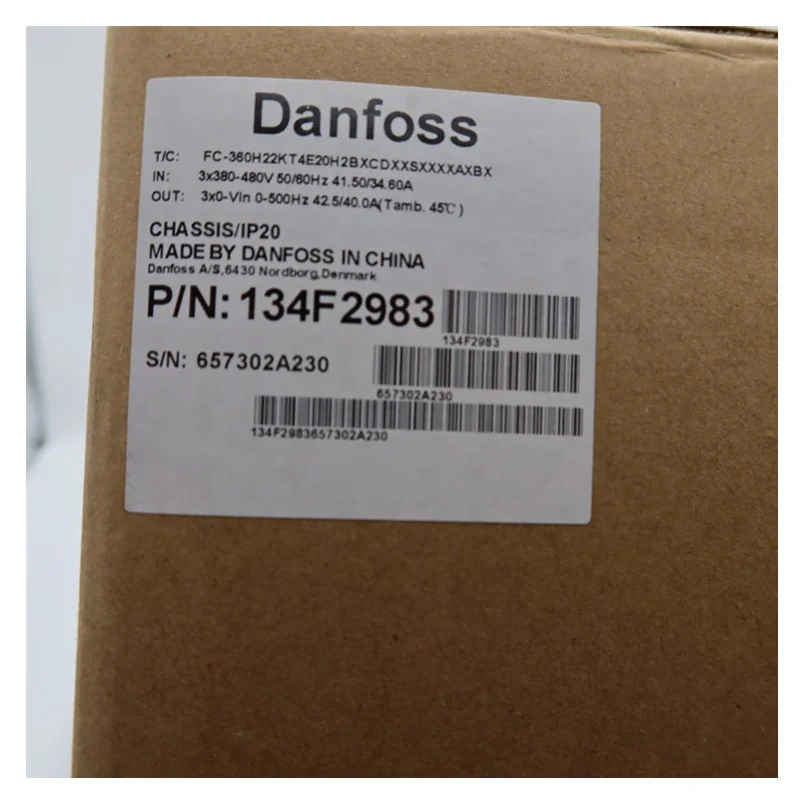 Danfoss
T/C: FC-360H22KT4E20H2BXCDXXSXXXXAXBX
IN: 3x380-480V 50/60Hz 41.50/34.60A
OUT: 3x0-Vin 0-500Hz 42.5/40.0A(Tamb. 45℃)
CHASSIS/IP20
MADE BY DANFOSS IN CHINA
Danfoss A/S,6430 Nordborg,Denmark
P/N: 134F2983
134F2983
S/N: 657302A230
657302A230
134F2983657302A230